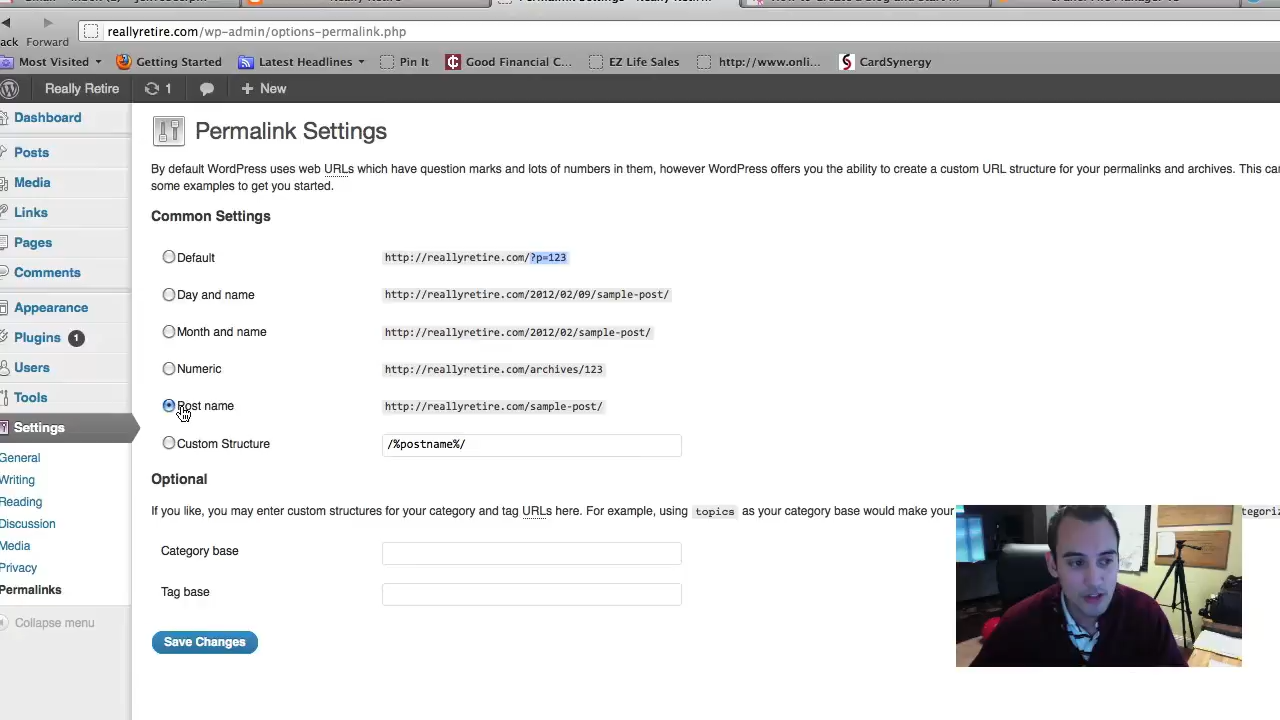 Permalink Settings - Really Retir...
reallyretire.com/wp-admin/options-permalink.php
Forward
Most Visited
Getting Started
Latest Headlines
Pin It
Good Financial C...
EZ Life Sales
http://www.onli...
CardSynergy
Really Retire
1
+ New
Dashboard
Posts
Media
Links
Pages
Comments
Appearance
Plugins 1
Users
Tools
Settings
General
Writing
Reading
Discussion
Media
Privacy
Permalinks
Collapse menu
Permalink Settings
By default WordPress uses web URLs which have question marks and lots of numbers in them, however WordPress offers you the ability to create a custom URL structure for your permalinks and archives. This can
some examples to get you started.
Common Settings
Default http://reallyretire.com/?p=123
Day and name http://reallyretire.com/2012/02/09/sample-post/
Month and name http://reallyretire.com/2012/02/sample-post/
Numeric http://reallyretire.com/archives/123
Post name http://reallyretire.com/sample-post/
Custom Structure /%postname%/
Optional
If you like, you may enter custom structures for your category and tag URLs here. For example, using topics as your category base would make your
Category base
Tag base
Save Changes